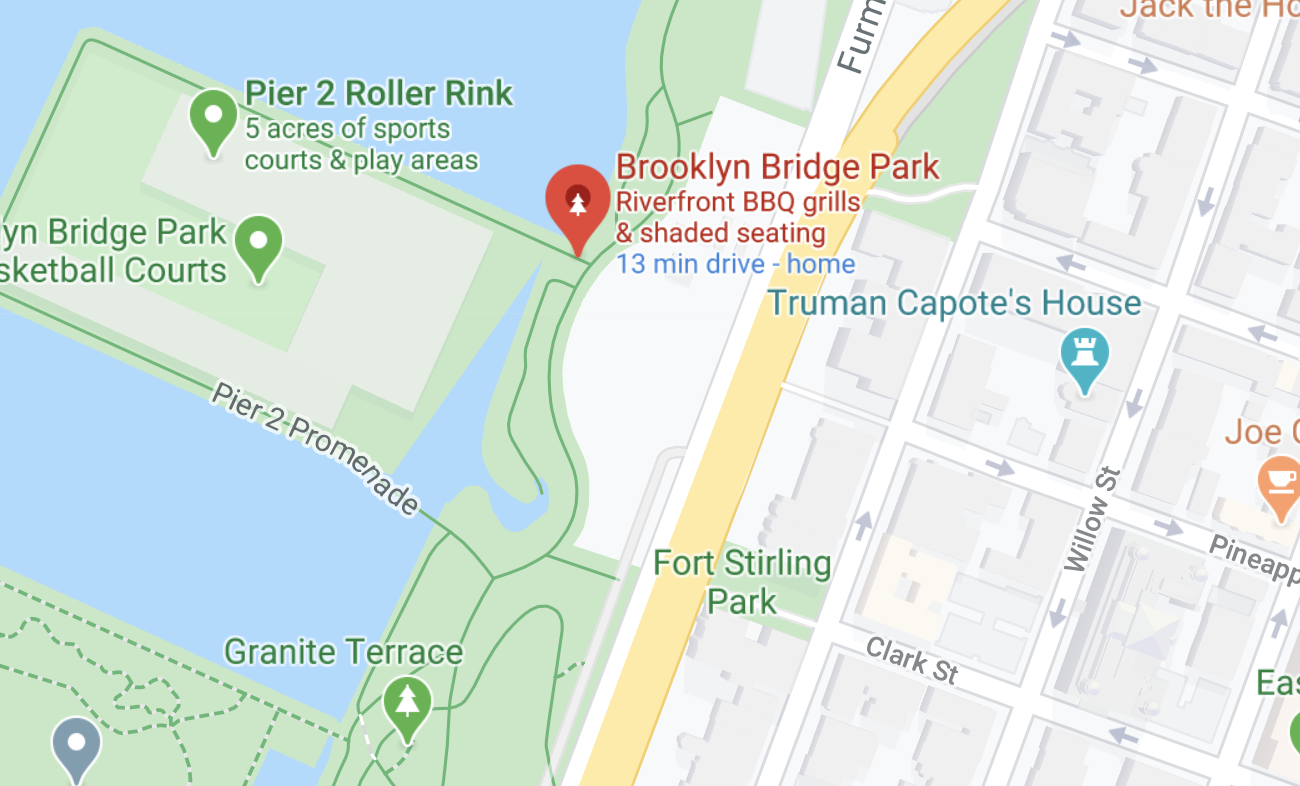 Jack the Ho
Furm
Pier 2 Roller Rink
5 acres of sports
courts & play areas
Brooklyn Bridge Park
Riverfront BBQ grills
& shaded seating
13 min drive - home
lyn Bridge Park
sketball Courts
Truman Capote's House
Pier 2 Promenade
Joe C
Willow St
Pineapp
Fort Stirling
Park
Granite Terrace
Clark St
Eas